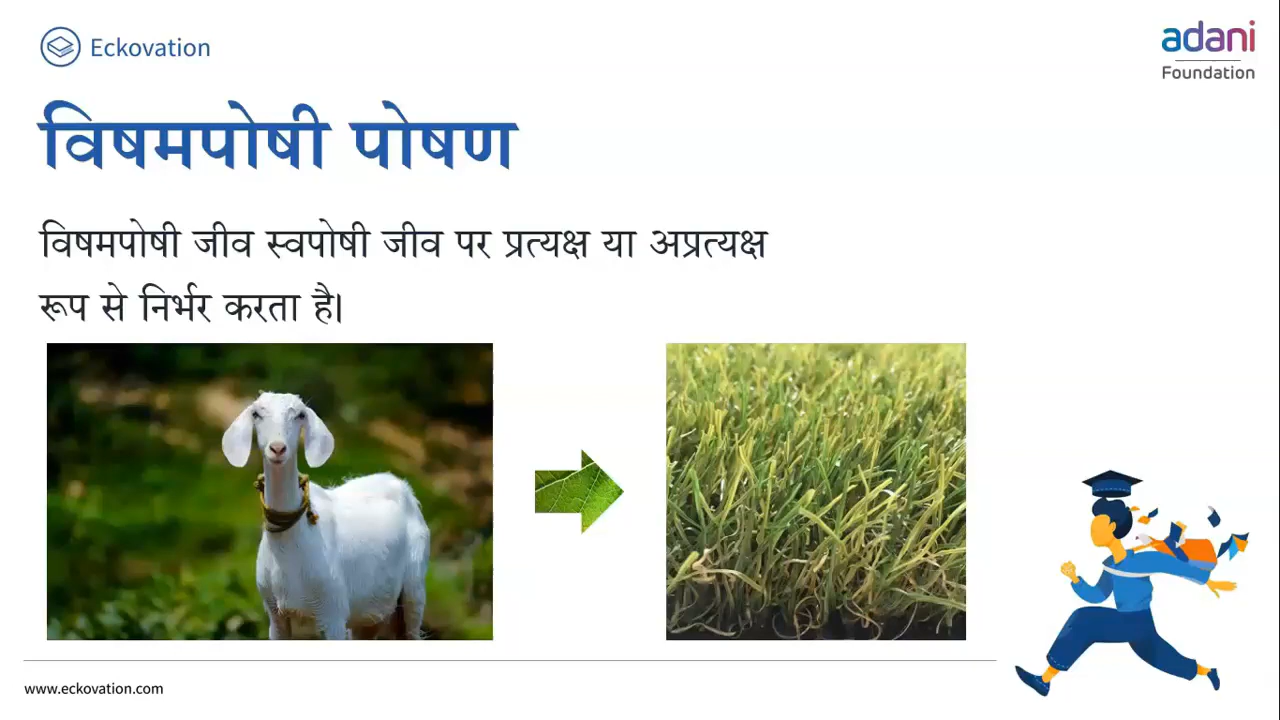 Eckovation
adani
Foundation
विषमपोषी पोषण
विषमपोषी जीव स्वपोषी जीव पर प्रत्यक्ष या अप्रत्यक्ष
रूप से निर्भर करता है।
www.eckovation.com